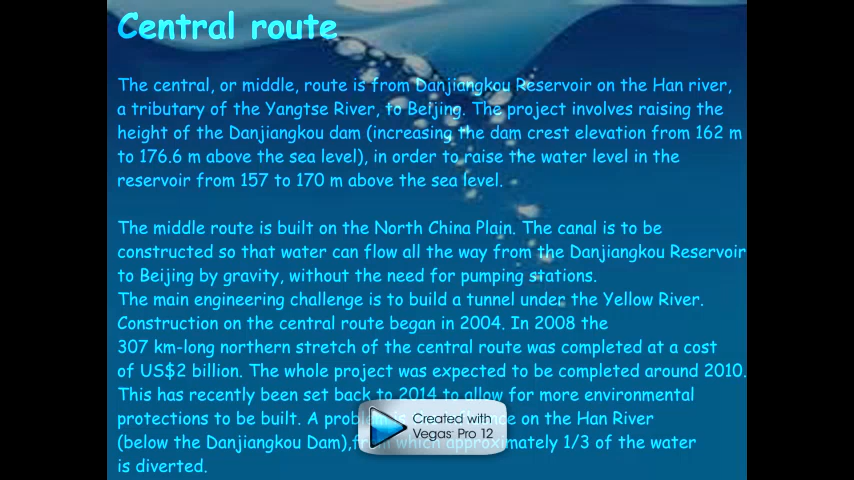 Central route
The central, or middle, route is from Danjiangkou Reservoir on the Han river,
a tributary of the Yangtse River, to Beijing. The project involves raising the
height of the Danjiangkou dam (increasing the dam crest elevation from 162 m
to 176.6 m above the sea level), in order to raise the water level in the
reservoir from 157 to 170 m above the sea level.
The middle route is built on the North China Plain. The canal is to be
constructed so that water can flow all the way from the Danjiangkou Reservoir
to Beijing by gravity, without the need for pumping stations.
The main engineering challenge is to build a tunnel under the Yellow River.
Construction on the central route began in 2004. In 2008 the
307 km-long northern stretch of the central route was completed at a cost
of US$2 billion. The whole project was expected to be completed around 2010.
This has recently been set back to 2014 to allow for more environmental
protections to be built. A on the Han River
(below the Danjiangkou Dam), which approximately 1/3 of the water
is diverted.
Created with
Vegas Pro 12